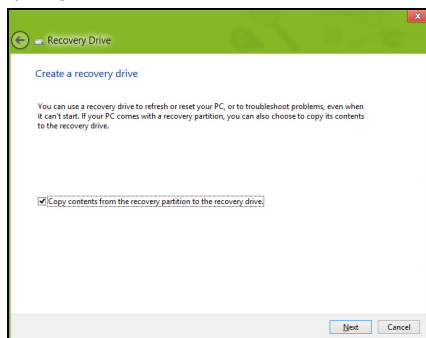 Recovery Drive
Create a recovery drive
You can use a recovery drive to refresh or reset your PC, or to troubleshoot problems, even when
it can't start. If your PC comes with a recovery partition, you can also choose to copy its contents
to the recovery drive.
Copy contents from the recovery partition to the recovery drive.
Next Cancel